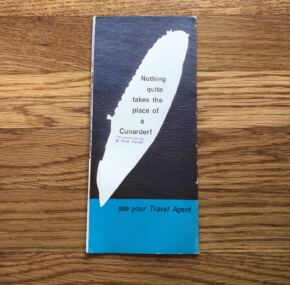 Nothing
quite
takes the
place of
a
Cunarder!
see your Travel Agent